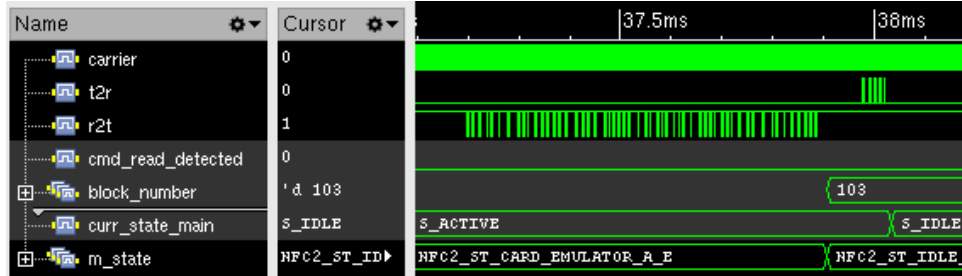 Name Cursor 37.5ms 38ms
carrier 0
t2r 0
r2t 1
cmd_read_detected 0
block_number 'd 103 103
curr_state_main S_IDLE S_ACTIVE S_IDLE
m_state NFC2_ST_ID NFC2_ST_CARD_EMULATOR_A_E NFC2_ST_IDLE_